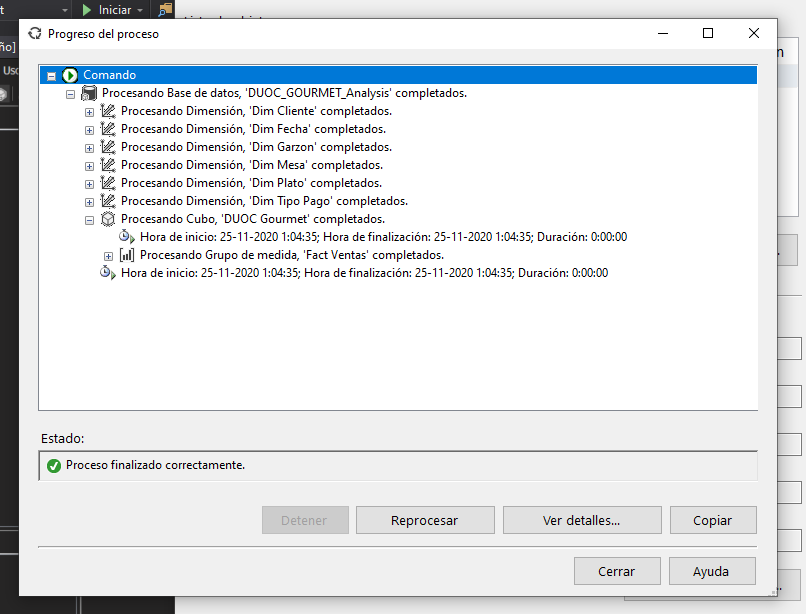 Iniciar
Progreso del proceso
ño]
Comando
Procesando Base de datos, 'DUOC_GOURMET_Analysis' completados.
Procesando Dimensión, 'Dim Cliente' completados.
Procesando Dimensión, 'Dim Fecha' completados.
Procesando Dimensión, 'Dim Garzon' completados.
Procesando Dimensión, 'Dim Mesa' completados.
Procesando Dimensión, 'Dim Plato' completados.
Procesando Dimensión, 'Dim Tipo Pago' completados.
Procesando Cubo, 'DUOC Gourmet' completados.
Hora de inicio: 25-11-2020 1:04:35; Hora de finalización: 25-11-2020 1:04:35; Duración: 0:00:00
Procesando Grupo de medida, 'Fact Ventas' completados.
Hora de inicio: 25-11-2020 1:04:35; Hora de finalización: 25-11-2020 1:04:35; Duración: 0:00:00
Estado:
Proceso finalizado correctamente.
Detener Reprocesar Ver detalles... Copiar
Cerrar Ayuda